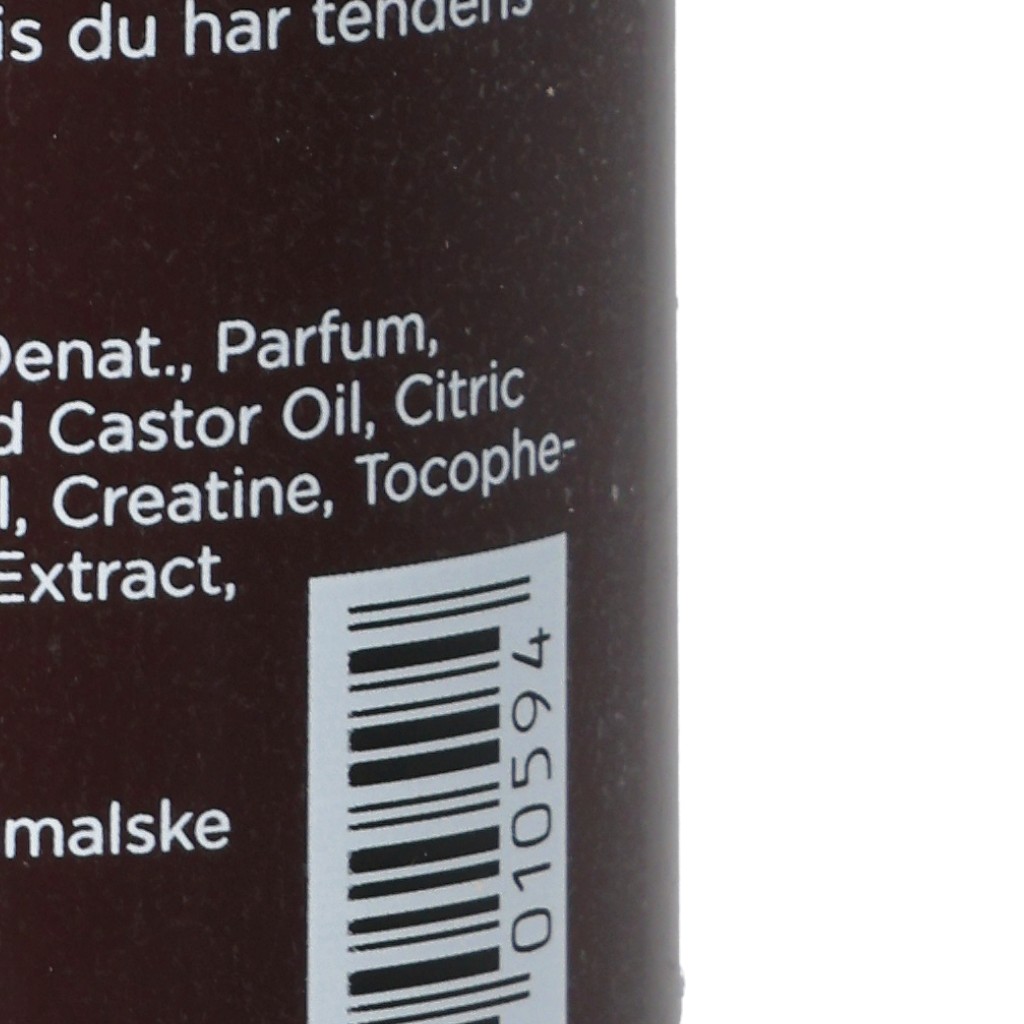 is du har tendens
Denat., Parfum,
d Castor Oil, Citric
l, Creatine, Tocophe-
Extract,
malske
010594